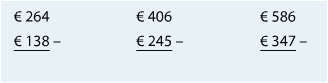 € 264 € 406 € 586
€ 138 – € 245 – € 347 –